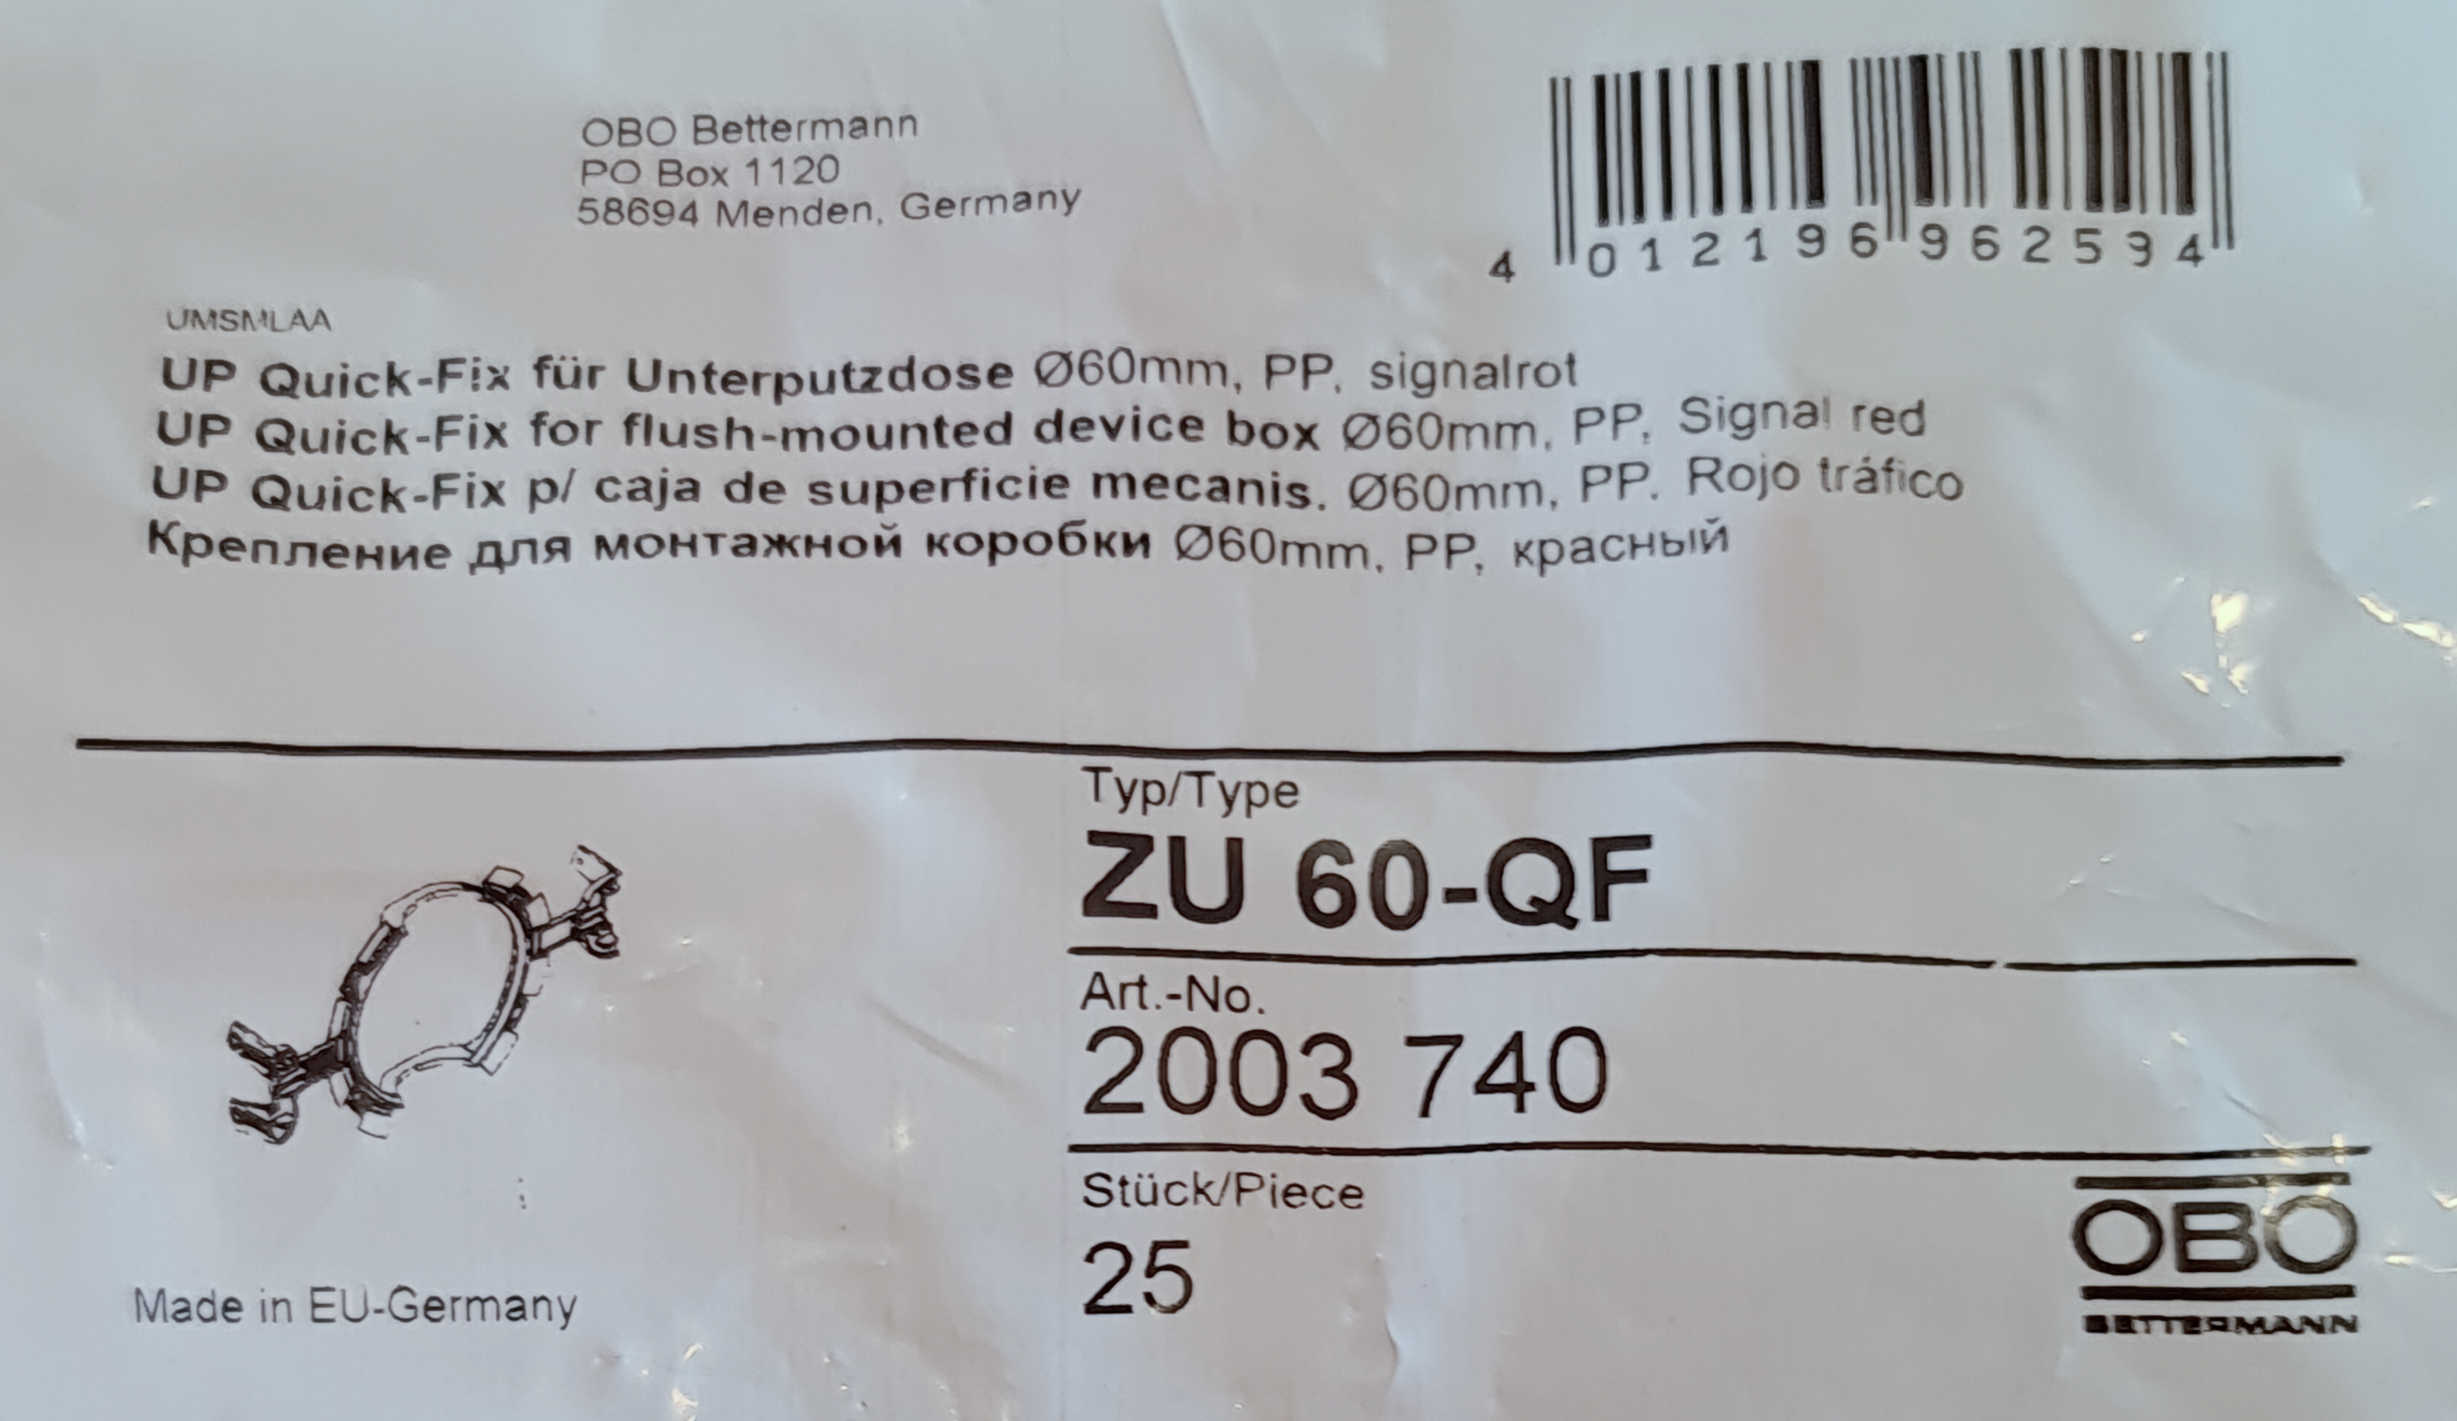 OBO Bettermann
PO Box 1120
58694 Menden, Germany
4 012196 962594
UMSMLAA
UP Quick-Fix für Unterputzdose Ø60mm, PP, signalrot
UP Quick-Fix for flush-mounted device box Ø60mm, PP, Signal red
UP Quick-Fix p/ caja de superficie mecanis. Ø60mm, PP. Rojo tráfico
Крепление для монтажной коробки Ø60mm, PP, красный
Typ/Type
ZU 60-QF
Art.-No.
2003 740
Stück/Piece
25
Made in EU-Germany
OBO
BETTERMANN